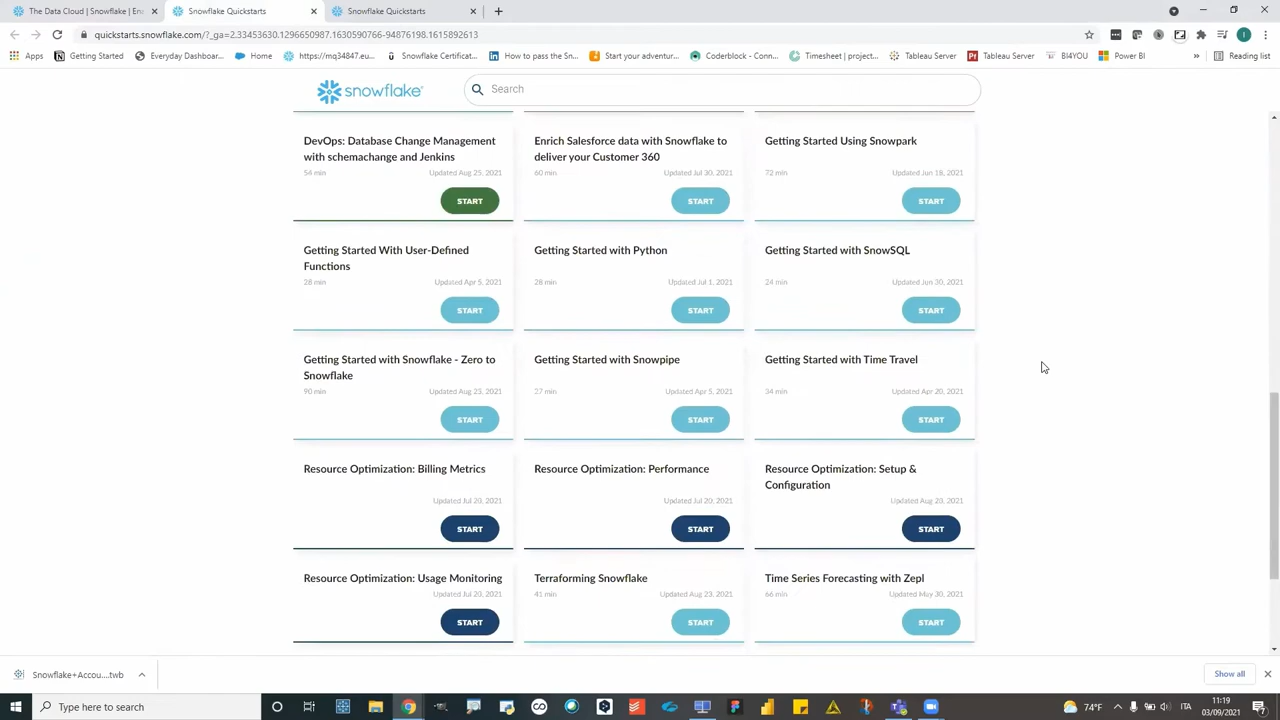 The Data Cloud | Snowflake | En
Snowflake Quickstarts
Snowflake Quickstarts
quickstarts.snowflake.com/?_ga=2.33453630.1296650987.1630590766-94876198.1615892613
Apps
Getting Started
Everyday Dashboar...
Home
https://mq34847.eu...
Snowflake Certificat...
How to pass the Sn...
Start your adventur...
Coderblock - Conn...
Timesheet | project...
Tableau Server
Tableau Server
BI4YOU
Power BI
»
Reading list
snowflake
Search
DevOps: Database Change Management
with schemachange and Jenkins
54 min
Updated Aug 25, 2021
START
Enrich Salesforce data with Snowflake to
deliver your Customer 360
60 min
Updated Jul 30, 2021
START
Getting Started Using Snowpark
72 min
Updated Jun 18, 2021
START
Getting Started With User-Defined
Functions
28 min
Updated Apr 5, 2021
START
Getting Started with Python
28 min
Updated Jul 1, 2021
START
Getting Started with SnowSQL
24 min
Updated Jun 30, 2021
START
Getting Started with Snowflake - Zero to
Snowflake
90 min
Updated Aug 23, 2021
START
Getting Started with Snowpipe
27 min
Updated Apr 5, 2021
START
Getting Started with Time Travel
34 min
Updated Apr 20, 2021
START
Resource Optimization: Billing Metrics
Updated Jul 20, 2021
START
Resource Optimization: Performance
Updated Jul 20, 2021
START
Resource Optimization: Setup &
Configuration
Updated Aug 20, 2021
START
Resource Optimization: Usage Monitoring
Updated Jul 20, 2021
START
Terraforming Snowflake
41 min
Updated Aug 23, 2021
START
Time Series Forecasting with Zepl
66 min
Updated May 30, 2021
START
Snowflake+Accou....twb
Show all
Type here to search
74°F
ITA
11:19
03/09/2021